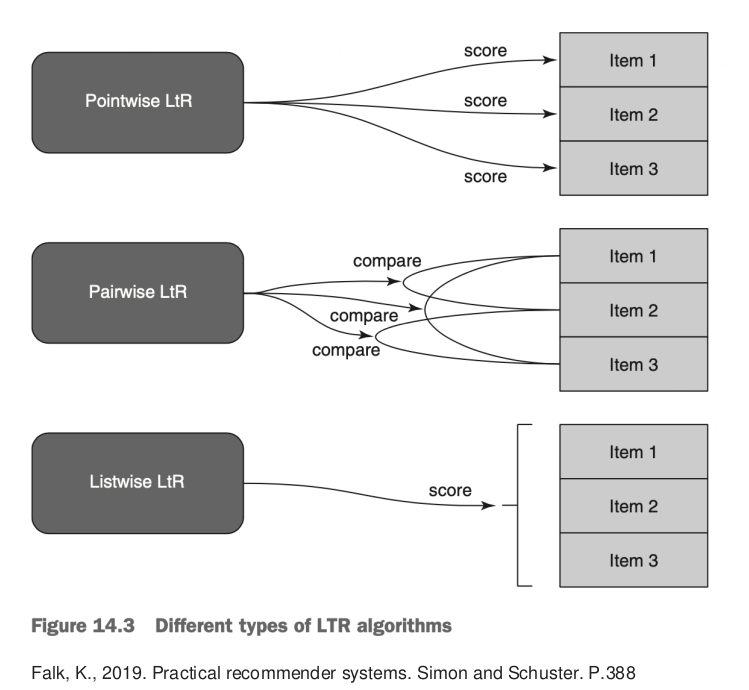 score
Item 1
Pointwise LtR
score
Item 2
score
Item 3
Item 1
compare
Pairwise LtR
compare
Item 2
compare
Item 3
Item 1
Listwise LtR
score
Item 2
Item 3
Figure 14.3 Different types of LTR algorithms
Falk, K., 2019. Practical recommender systems. Simon and Schuster. P.388